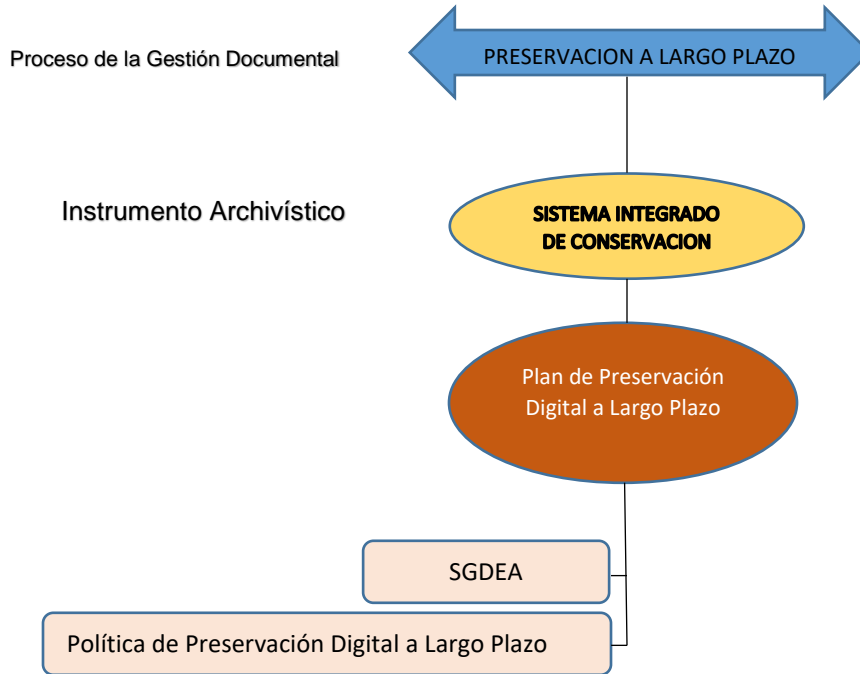 Proceso de la Gestión Documental
PRESERVACION A LARGO PLAZO
Instrumento Archivístico
SISTEMA INTEGRADO
DE CONSERVACION
Plan de Preservación
Digital a Largo Plazo
SGDEA
Política de Preservación Digital a Largo Plazo